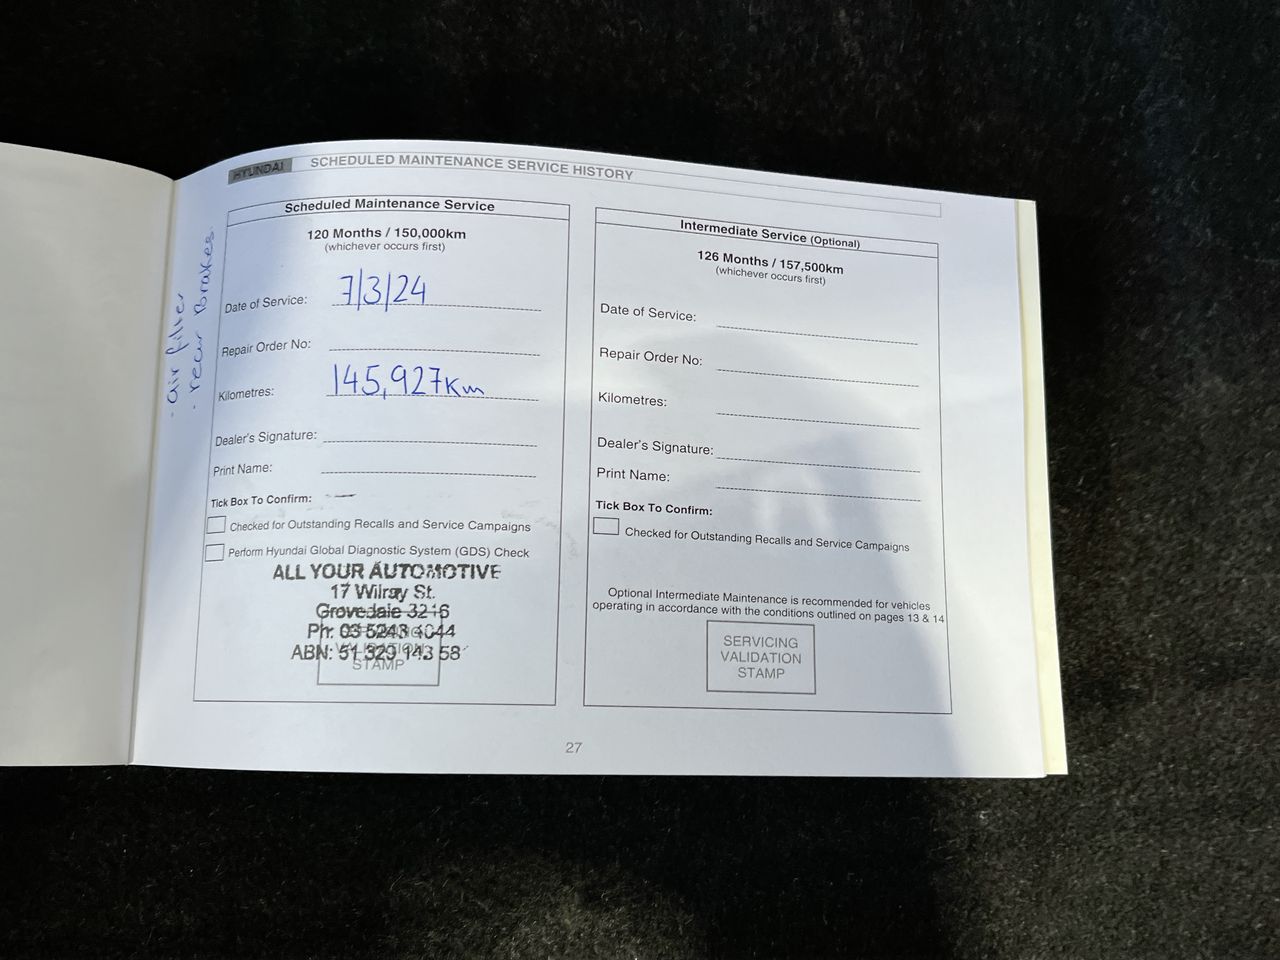 HYUNDAI
SCHEDULED MAINTENANCE SERVICE HISTORY
· air filter
· recur Brakes
Scheduled Maintenance Service
120 Months / 150,000km
(whichever occurs first)
Date of Service: 7/3/24
Repair Order No:
Kilometres: 145,927km
Dealer's Signature:
Print Name:
Tick Box To Confirm:
Checked for Outstanding Recalls and Service Campaigns
Perform Hyundai Global Diagnostic System (GDS) Check
ALL YOUR AUTOMOTIVE
17 Wilray St.
Grovedale 3216
Ph: 03 5243 1044
ABN: 51 329 143 58
STAMP
Intermediate Service (Optional)
126 Months / 157,500km
(whichever occurs first)
Date of Service:
Repair Order No:
Kilometres:
Dealer's Signature:
Print Name:
Tick Box To Confirm:
Checked for Outstanding Recalls and Service Campaigns
Optional Intermediate Maintenance is recommended for vehicles
operating in accordance with the conditions outlined on pages 13 & 14
SERVICING
VALIDATION
STAMP
27